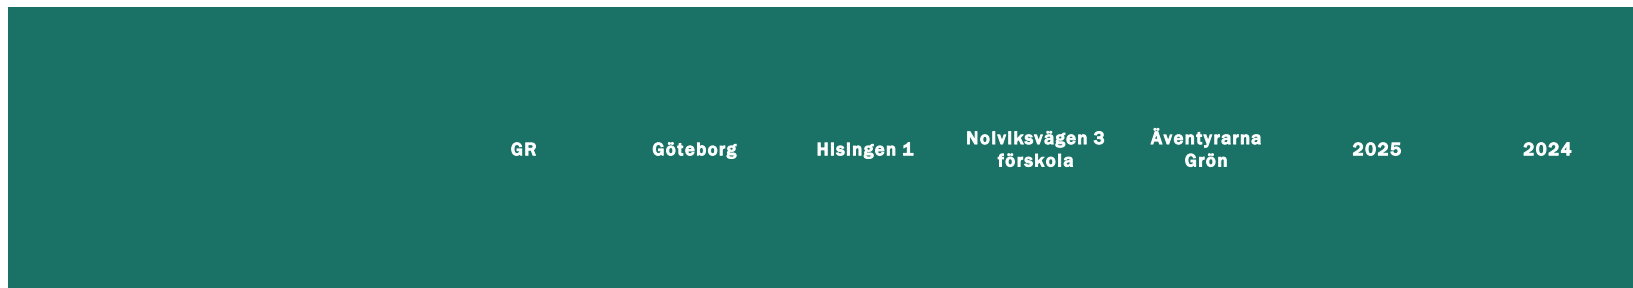 GR
Göteborg
Hisingen 1
Nolviksvägen 3
förskola
Äventyrarna
Grön
2025
2024